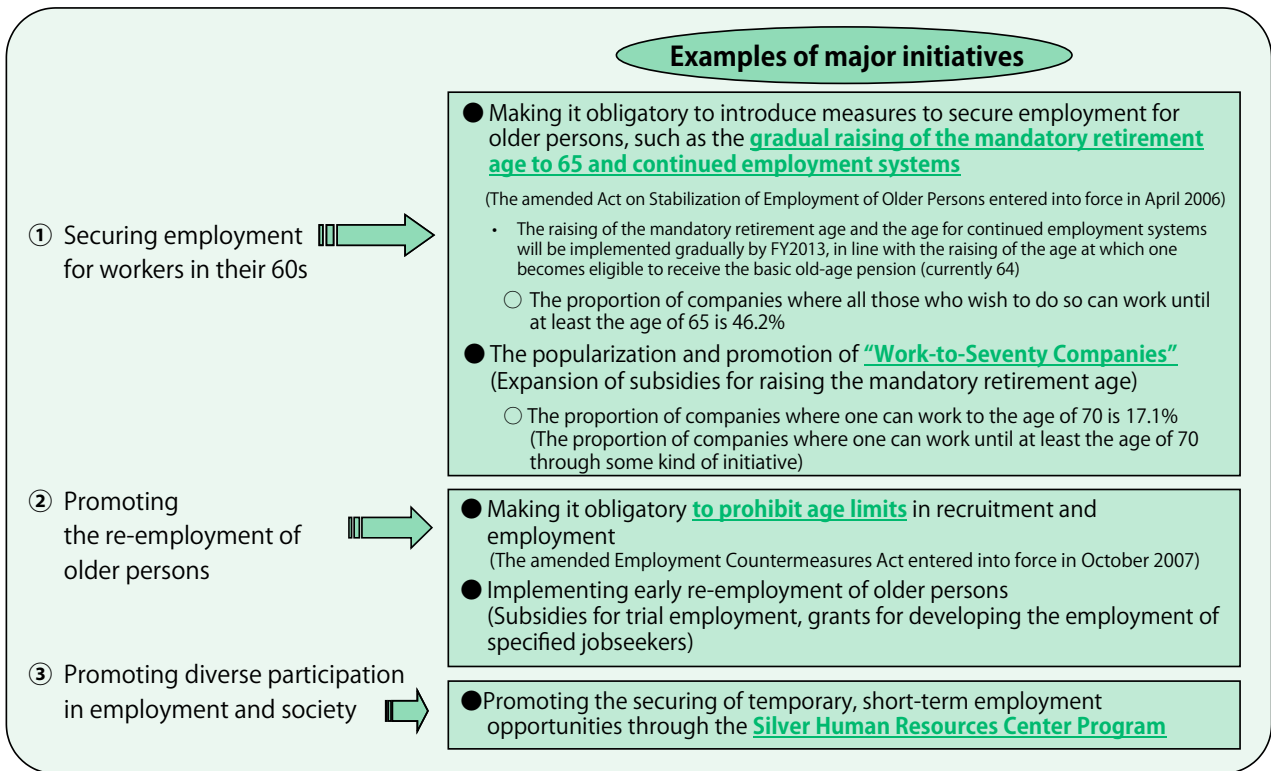 Examples of major initiatives
① Securing employment
for workers in their 60s
● Making it obligatory to introduce measures to secure employment for
older persons, such as the gradual raising of the mandatory retirement
age to 65 and continued employment systems
(The amended Act on Stabilization of Employment of Older Persons entered into force in April 2006)
・ The raising of the mandatory retirement age and the age for continued employment systems
will be implemented gradually by FY2013, in line with the raising of the age at which one
becomes eligible to receive the basic old-age pension (currently 64)
○ The proportion of companies where all those who wish to do so can work until
at least the age of 65 is 46.2%
● The popularization and promotion of “Work-to-Seventy Companies”
(Expansion of subsidies for raising the mandatory retirement age)
○ The proportion of companies where one can work to the age of 70 is 17.1%
(The proportion of companies where one can work until at least the age of 70
through some kind of initiative)
② Promoting
the re-employment of
older persons
● Making it obligatory to prohibit age limits in recruitment and
employment
(The amended Employment Countermeasures Act entered into force in October 2007)
● Implementing early re-employment of older persons
(Subsidies for trial employment, grants for developing the employment of
specified jobseekers)
③ Promoting diverse participation
in employment and society
●Promoting the securing of temporary, short-term employment
opportunities through the Silver Human Resources Center Program